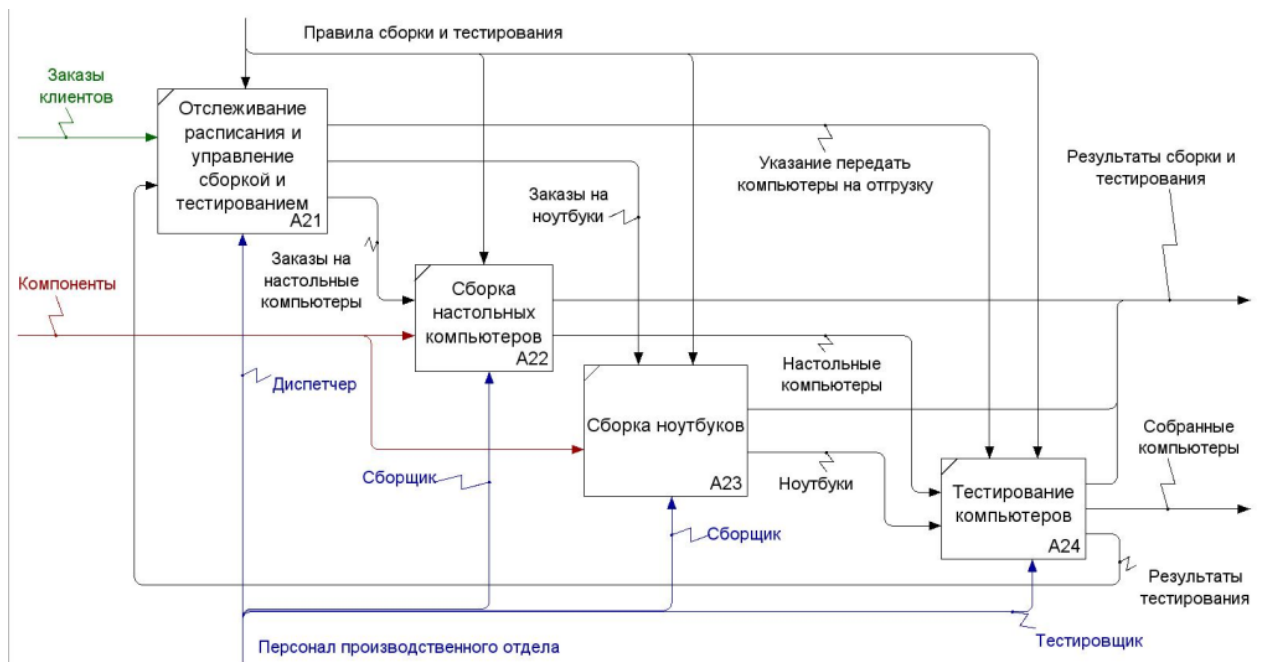 Правила сборки и тестирования
Заказы
клиентов
Отслеживание
расписания и
управление
сборкой и
тестированием
A21
Указание передать
компьютеры на отгрузку
Результаты сборки и
тестирования
Заказы на
ноутбуки
Заказы на
настольные
компьютеры
Компоненты
Сборка
настольных
компьютеров
A22
Настольные
компьютеры
Диспетчер
Сборка ноутбуков
A23
Собранные
компьютеры
Сборщик
Ноутбуки
Тестирование
компьютеров
A24
Сборщик
Результаты
тестирования
Персонал производственного отдела
Тестировщик